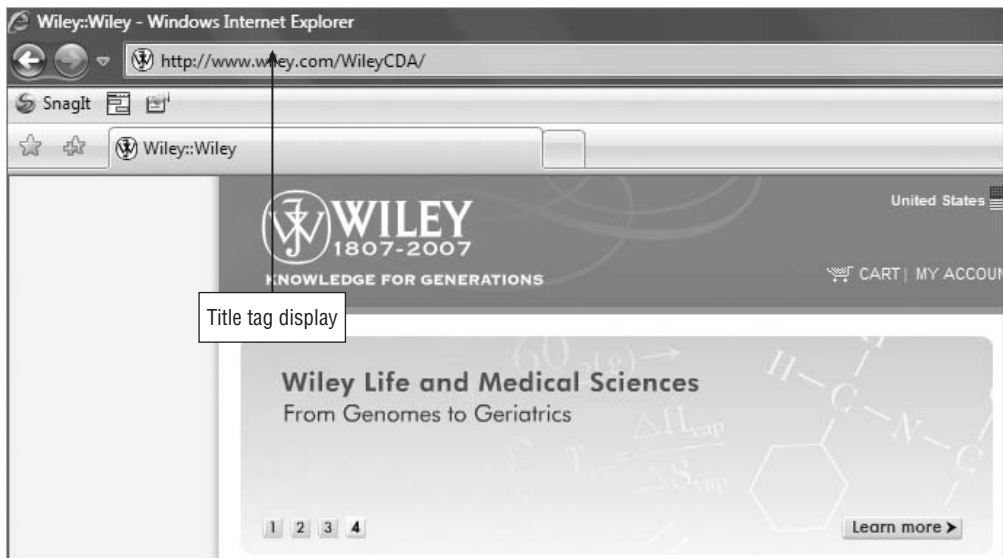 Wiley::Wiley - Windows Internet Explorer
http://www.wiley.com/WileyCDA/
SnagIt
Wiley::Wiley
WILEY
1807-2007
KNOWLEDGE FOR GENERATIONS
United States
CART | MY ACCOUN
Title tag display
Wiley Life and Medical Sciences
From Genomes to Geriatrics
1 2 3 4
Learn more